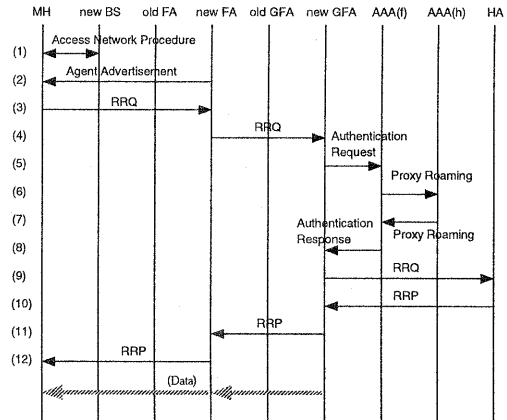 MH new BS old FA new FA old GFA new GFA AAA(f) AAA(h) HA
Access Network Procedure
(1)
Agent Advertisement
(2)
RRQ
(3)
RRQ
(4)
Authentication
Request
(5)
Proxy Roaming
(6)
(7)
Authentication
Response
Proxy Roaming
(8)
RRQ
(9)
RRP
(10)
RRP
(11)
RRP
(12)
(Data)